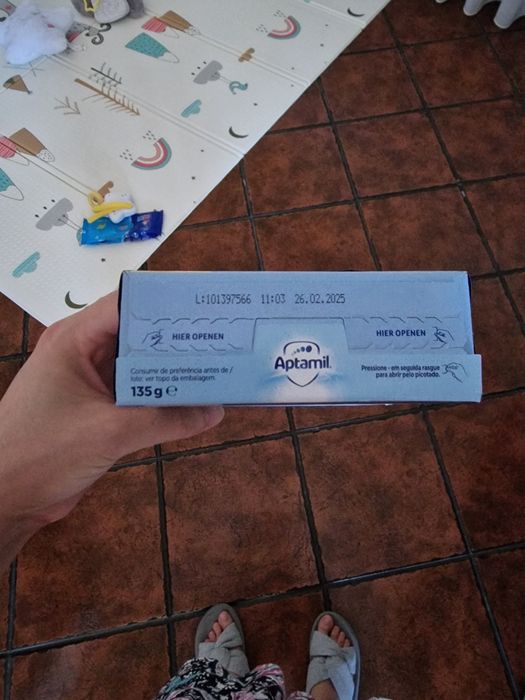 L:101397566 11:03 26.02.2025
HIER OPENEN
HIER OPENEN
Aptamil
Consumir de preferência antes de /
lote: ver topo da embalagem.
135 g ℮
Pressione - em seguida rasgue
para abrir pelo picotado.